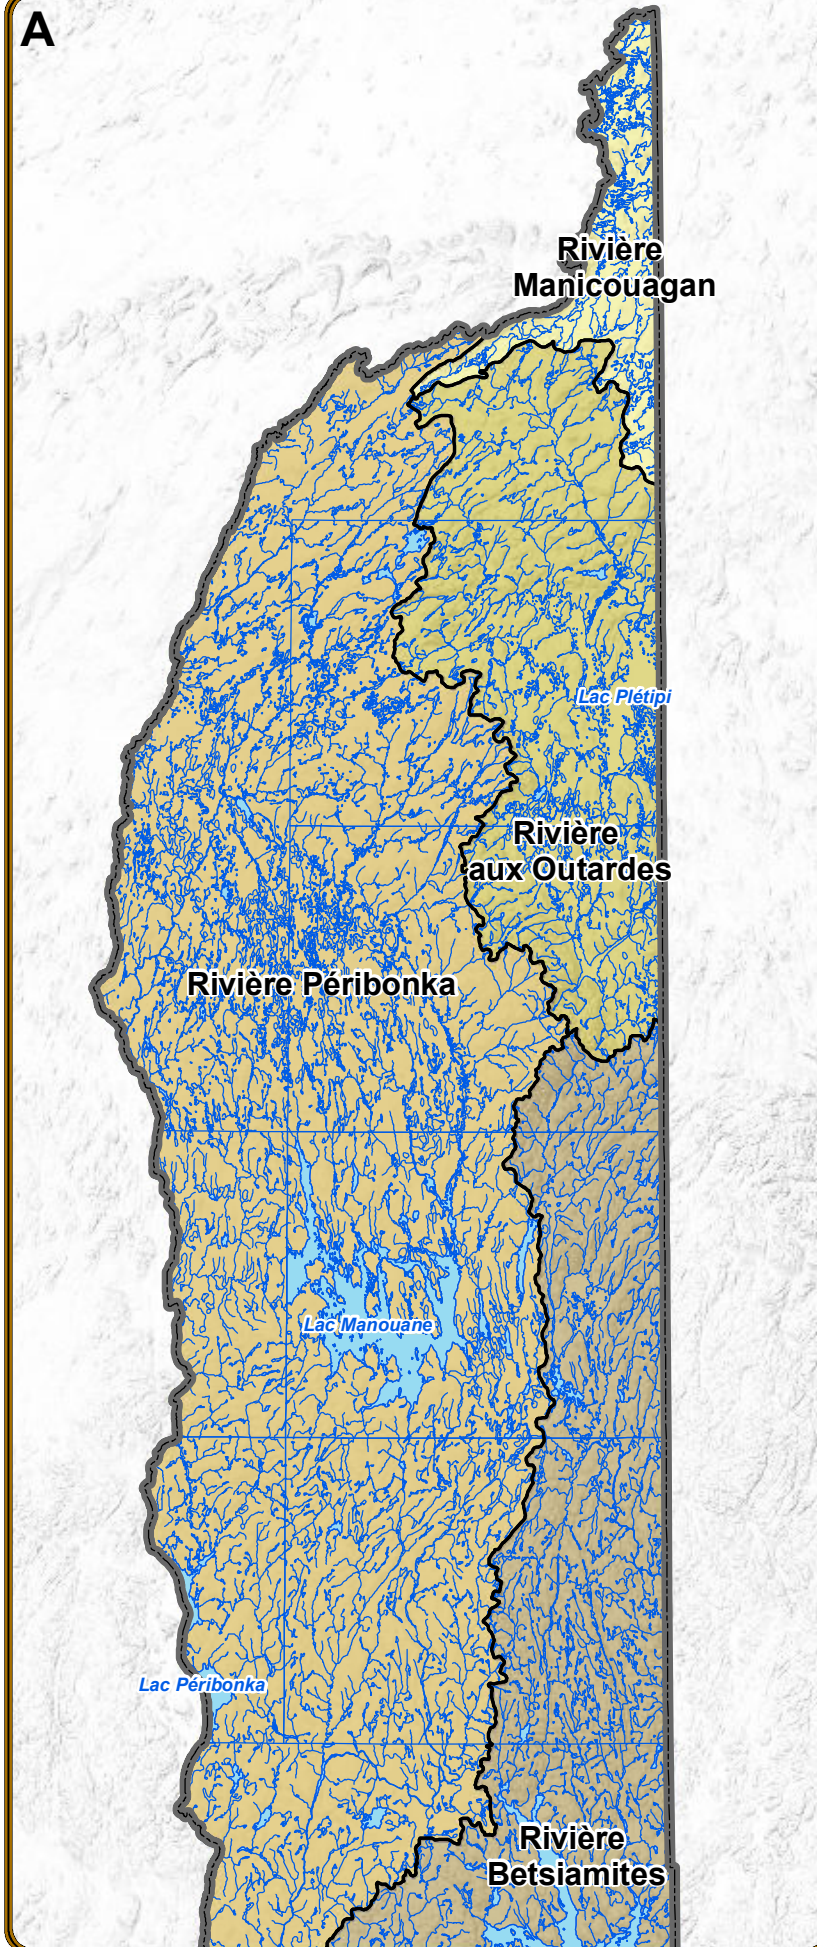 A
Rivière
Manicouagan
Lac Plétipi
Rivière
aux Outardes
Rivière Péribonka
Lac Manouane
Lac Péribonka
Rivière
Betsiamites